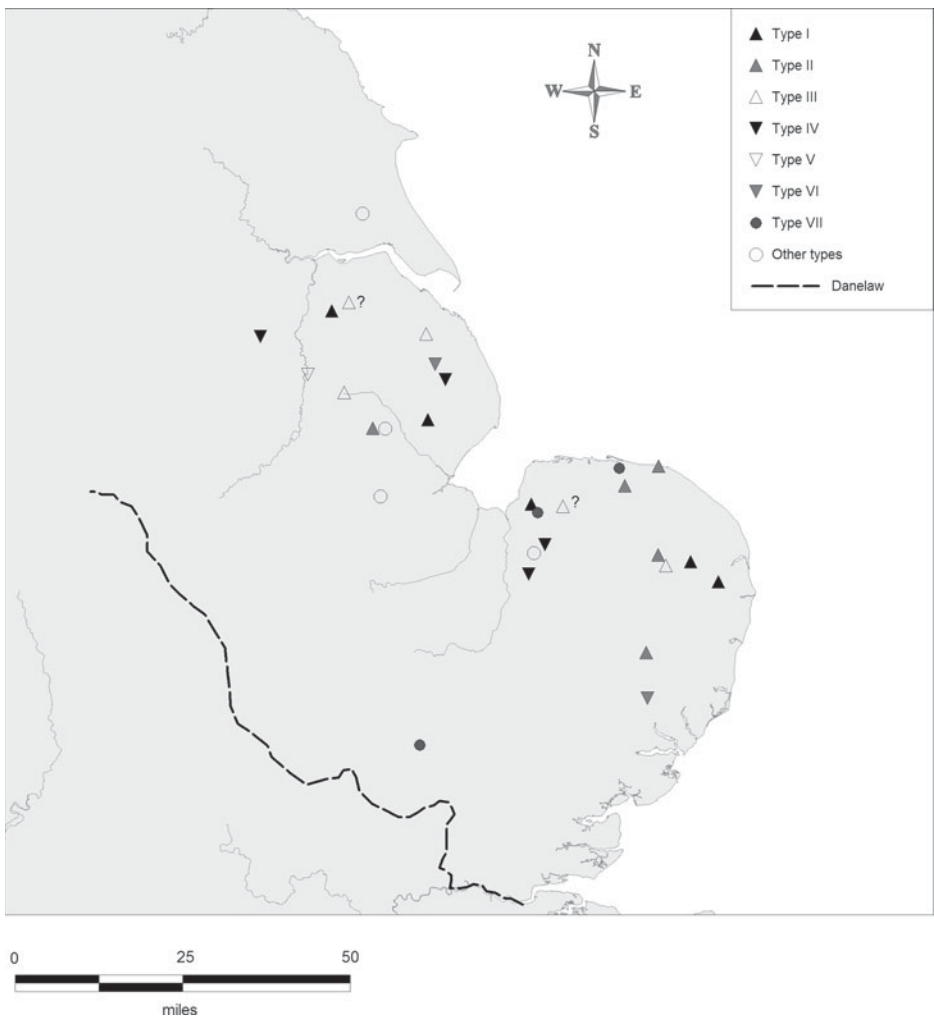 N
W E
S
Type I
Type II
Type III
Type IV
Type V
Type VI
Type VII
Other types
Danelaw
?
?
0 25 50
miles